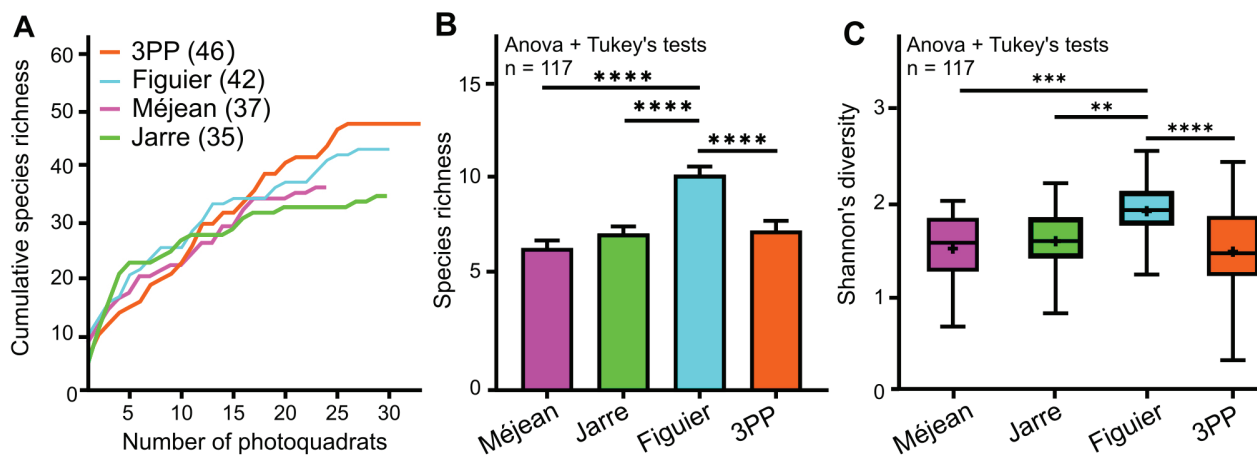 A
Cumulative species richness
60
50
40
30
20
10
0
3PP (46)
Figuier (42)
Méjean (37)
Jarre (35)
5
10
15
20
25
30
Number of photoquadrats
B
Anova + Tukey's tests
n = 117
****
****
****
Species richness
15
10
5
0
Méjean
Jarre
Figuier
3PP
C
Anova + Tukey's tests
n = 117
***
**
****
Shannon's diversity
3
2
1
0
Méjean
Jarre
Figuier
3PP